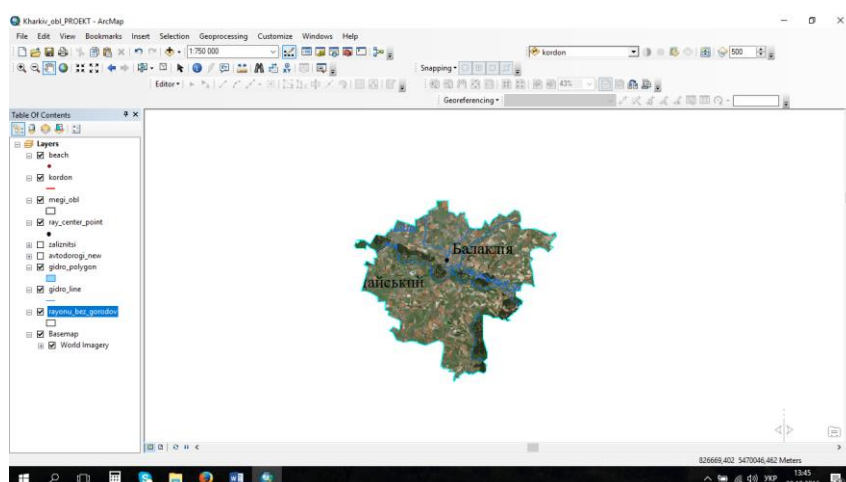 Kharkiv_obl_PROEKT - ArcMap
File Edit View Bookmarks Insert Selection Geoprocessing Customize Windows Help
1:750 000
kordon
500
Snapping
Editor
43%
Georeferencing
Table Of Contents
Layers
beach
kordon
megi_obl
ray_center_point
zaliznitsi
avtodorogi_new
gidro_polygon
gidro_line
rayonu_bez_gorodov
Basemap
World Imagery
Балаклія
айський
826669,402 5470046,462 Meters
УКР
13:45